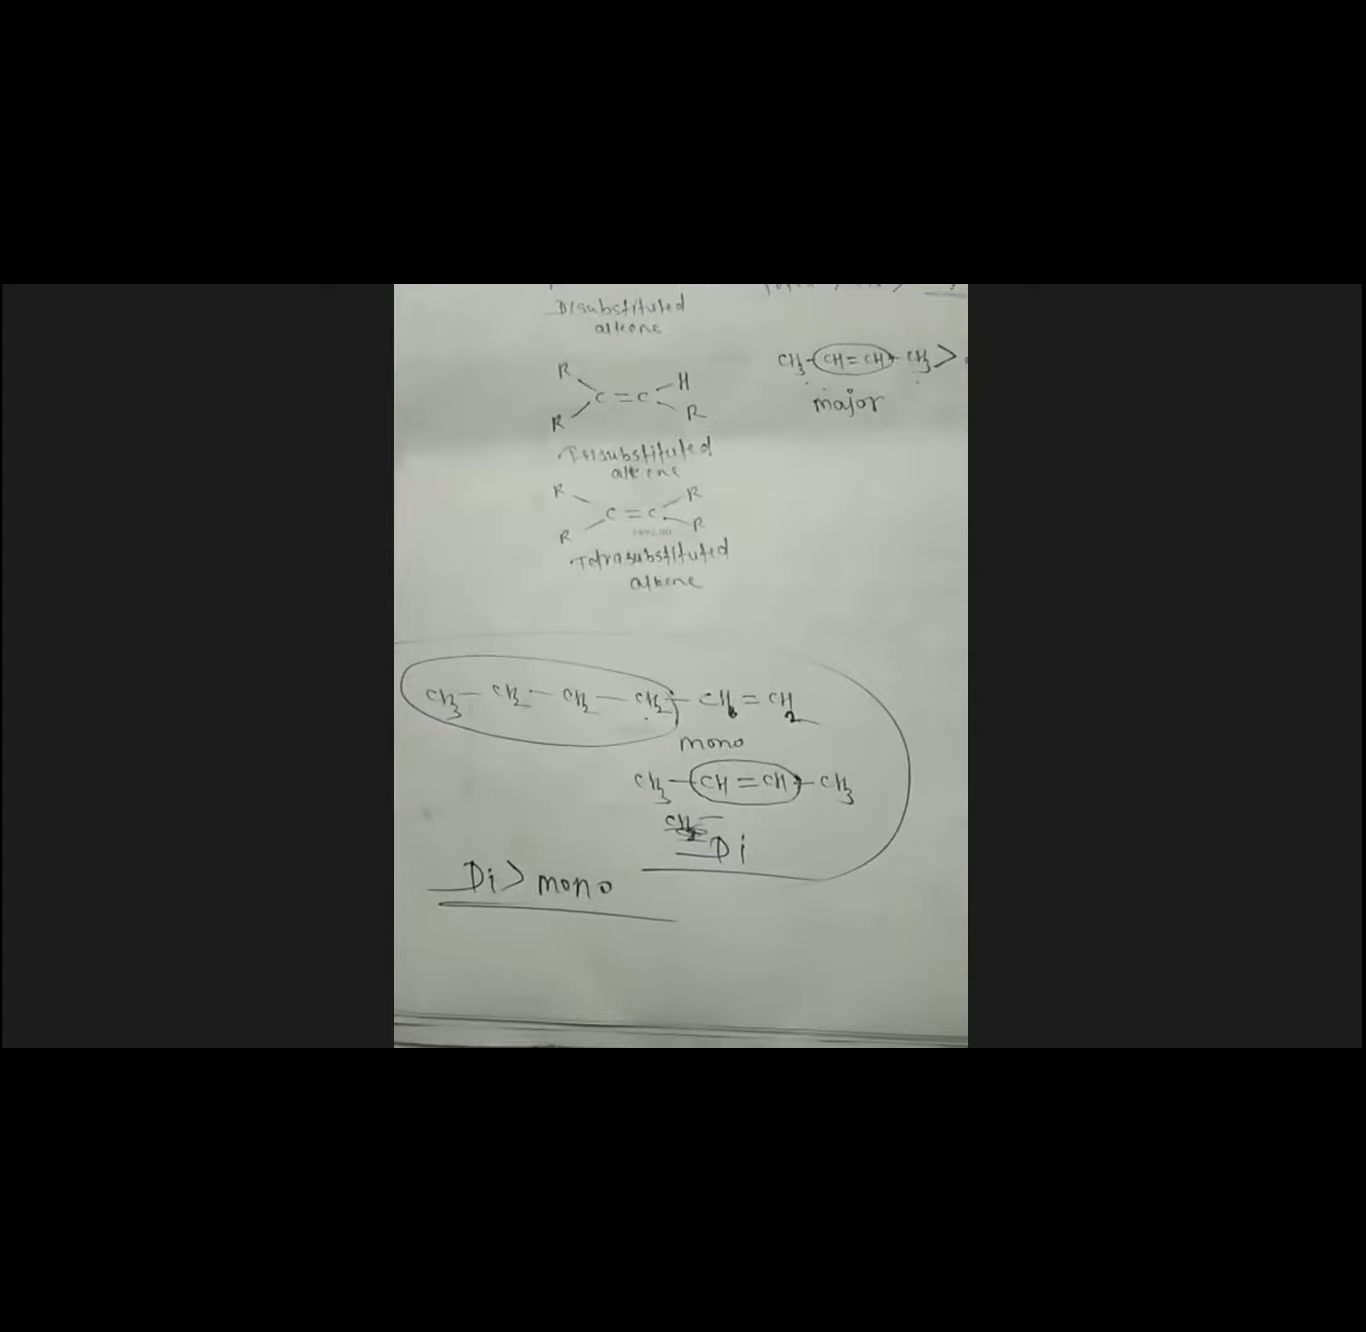 Disubstituted
alkene
CH3-CH=CH-CH3>
major
R
H
C=C
R
R
Trisubstituted
alkene
R
R
C=C
R
R
Tetrasubstituted
alkene
CH3-CH2-CH2-CH2-CH=CH2
mono
CH3-CH=CH-CH3
Di
Di> mono